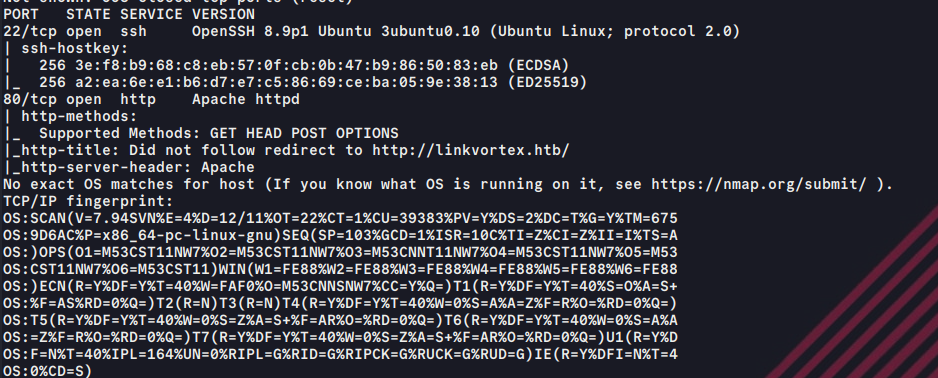 PORT   STATE SERVICE VERSION
22/tcp open  ssh     OpenSSH 8.9p1 Ubuntu 3ubuntu0.10 (Ubuntu Linux; protocol 2.0)
| ssh-hostkey:
|   256 3e:f8:b9:68:c8:eb:57:0f:cb:0b:47:b9:86:50:83:eb (ECDSA)
|_  256 a2:ea:6e:e1:b6:d7:e7:c5:86:69:ce:ba:05:9e:38:13 (ED25519)
80/tcp open  http    Apache httpd
| http-methods:
|_  Supported Methods: GET HEAD POST OPTIONS
|_http-title: Did not follow redirect to http://linkvortex.htb/
|_http-server-header: Apache
No exact OS matches for host (If you know what OS is running on it, see https://nmap.org/submit/ ).
TCP/IP fingerprint:
OS:SCAN(V=7.94SVN%E=4%D=12/11%OT=22%CT=1%CU=39383%PV=Y%DS=2%DC=T%G=Y%TM=675
OS:9D6AC%P=x86_64-pc-linux-gnu)SEQ(SP=103%GCD=1%ISR=10C%TI=Z%CI=Z%II=I%TS=A
OS:)OPS(O1=M53CST11NW7%O2=M53CST11NW7%O3=M53CNNT11NW7%O4=M53CST11NW7%O5=M53
OS:CST11NW7%O6=M53CST11)WIN(W1=FE88%W2=FE88%W3=FE88%W4=FE88%W5=FE88%W6=FE88
OS:)ECN(R=Y%DF=Y%T=40%W=FAF0%O=M53CNNSNW7%CC=Y%Q=)T1(R=Y%DF=Y%T=40%S=O%A=S+
OS:%F=AS%RD=0%Q=)T2(R=N)T3(R=N)T4(R=Y%DF=Y%T=40%W=0%S=A%A=Z%F=R%O=%RD=0%Q=)
OS:T5(R=Y%DF=Y%T=40%W=0%S=Z%A=S+%F=AR%O=%RD=0%Q=)T6(R=Y%DF=Y%T=40%W=0%S=A%A
OS:=Z%F=R%O=%RD=0%Q=)T7(R=Y%DF=Y%T=40%W=0%S=Z%A=S+%F=AR%O=%RD=0%Q=)U1(R=Y%D
OS:F=N%T=40%IPL=164%UN=0%RIPL=G%RID=G%RIPCK=G%RUCK=G%RUD=G)IE(R=Y%DFI=N%T=4
OS:0%CD=S)